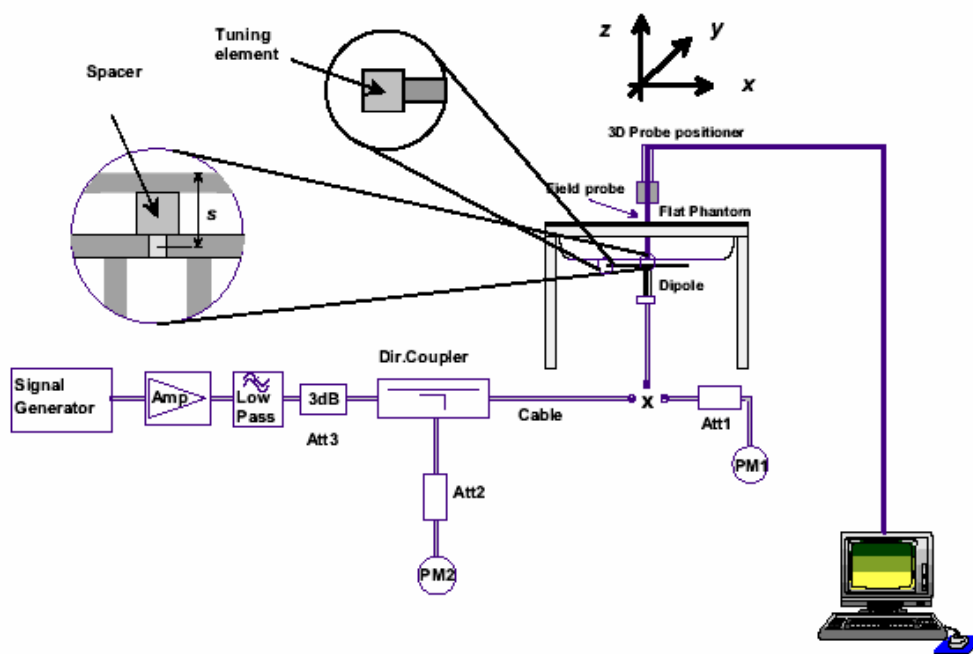 Tuning
element
Spacer
z
y
x
3D Probe positioner
Field probe
Flat Phantom
s
Dipole
Dir.Coupler
Signal
Generator
Amp
Low
Pass
3dB
Att3
Cable
x
Att1
PM1
Att2
PM2